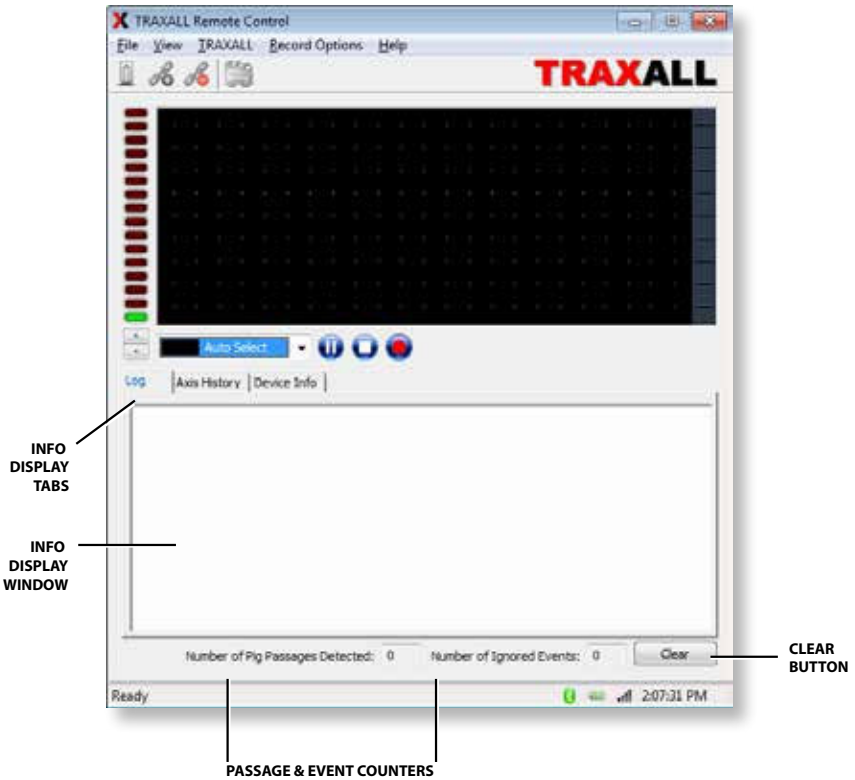 TRAXALL Remote Control
File View TRAXALL Record Options Help
TRAXALL
Auto Select
Log Axis History Device Info
INFO
DISPLAY
TABS
INFO
DISPLAY
WINDOW
Number of Pig Passages Detected: 0 Number of Ignored Events: 0 Clear
CLEAR
BUTTON
Ready 2:07:31 PM
PASSAGE & EVENT COUNTERS